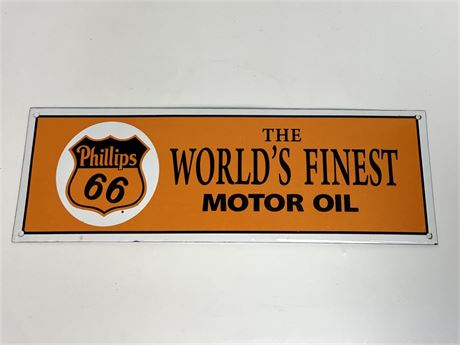 Phillips
66
THE
WORLD'S FINEST
MOTOR OIL